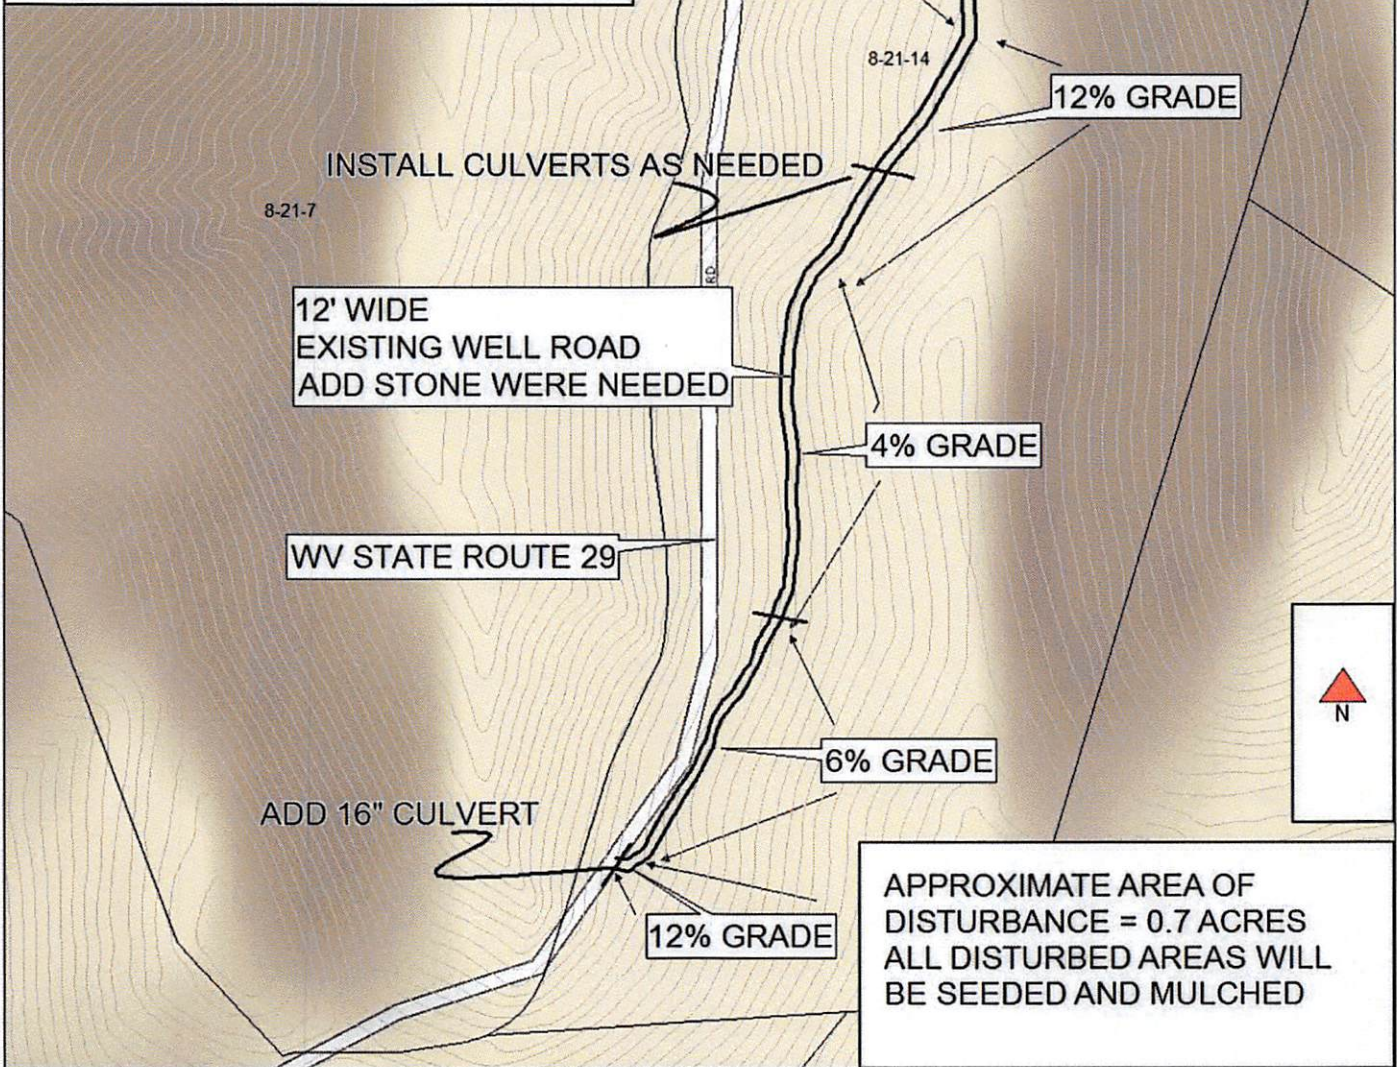 8-21-14
12% GRADE
INSTALL CULVERTS AS NEEDED
8-21-7
RD
12' WIDE
EXISTING WELL ROAD
ADD STONE WERE NEEDED
4% GRADE
WV STATE ROUTE 29
N
6% GRADE
ADD 16" CULVERT
12% GRADE
APPROXIMATE AREA OF
DISTURBANCE = 0.7 ACRES
ALL DISTURBED AREAS WILL
BE SEEDED AND MULCHED